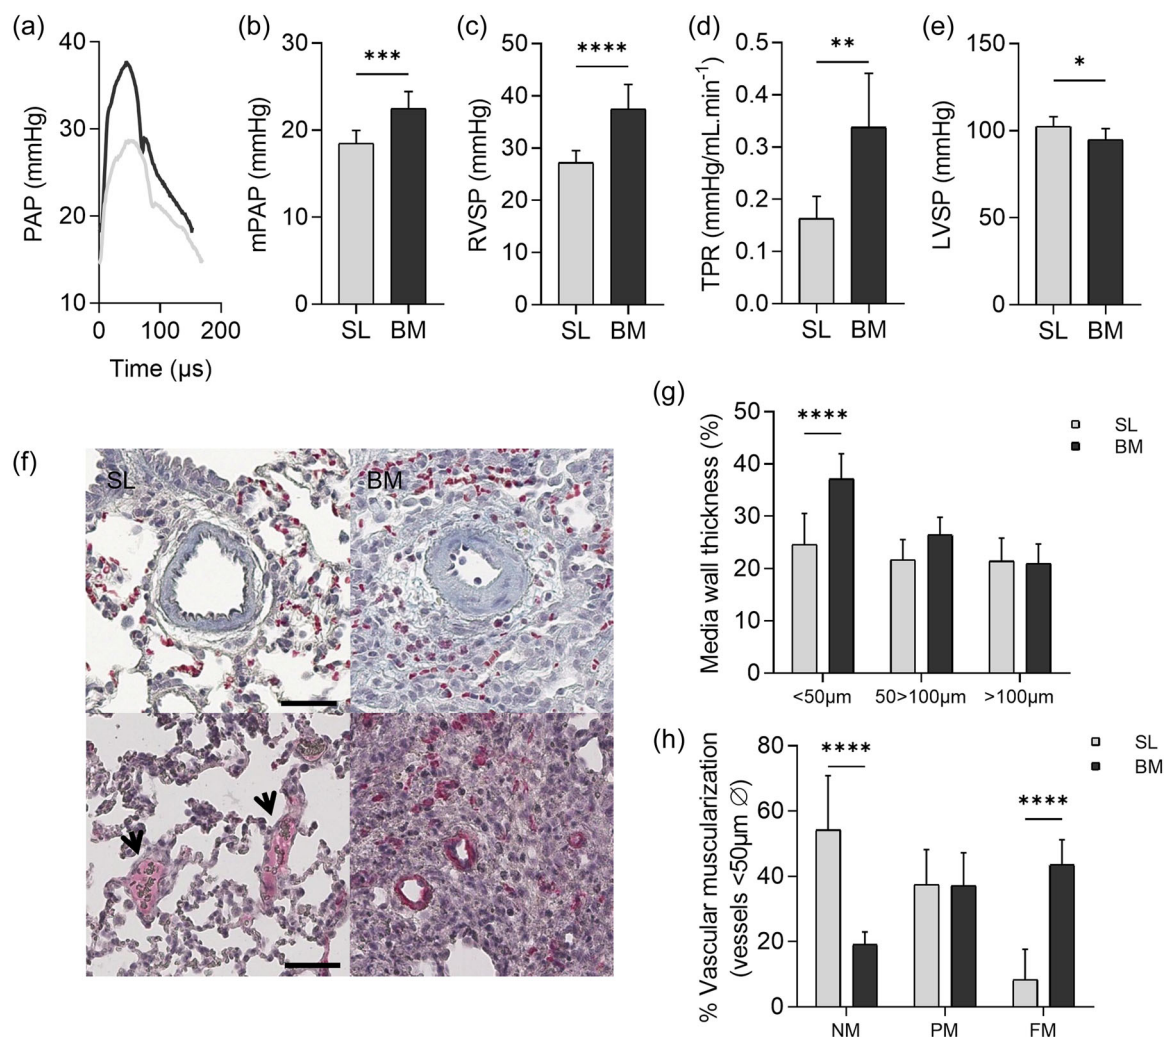 (a)
40
30
20
10
PAP (mmHg)
0
100
200
Time (µs)
(b)
30
20
10
0
mPAP (mmHg)
***
SL
BM
(c)
50
40
30
20
10
0
RVSP (mmHg)
****
SL
BM
(d)
0.5
0.4
0.3
0.2
0.1
0.0
TPR (mmHg/mL.min⁻¹)
**
SL
BM
(e)
150
100
50
0
LVSP (mmHg)
*
SL
BM
(f)
SL
BM
(g)
50
40
30
20
10
0
Media wall thickness (%)
****
SL
BM
<50µm
50>100µm
>100µm
(h)
80
60
40
20
0
% Vascular muscularization
(vessels <50µm ∅)
****
****
SL
BM
NM
PM
FM